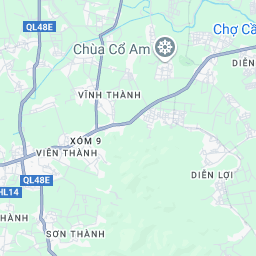 QL48E
Chợ Cầ
Chùa Cổ Am
DIỄN
VĨNH THÀNH
XÓM 9
VIÊN THÀNH
DIỄN LỢI
QL48E
HL14
THÀNH
SƠN THÀNH